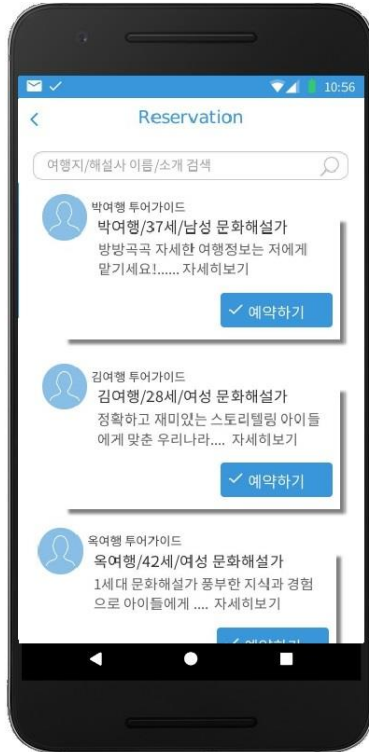 10:56
Reservation
여행지/해설사 이름/소개 검색
박여행 투어가이드
박여행/37세/남성 문화해설가
방방곡곡 자세한 여행정보는 저에게
맡기세요!...... 자세히보기
예약하기
김여행 투어가이드
김여행/28세/여성 문화해설가
정확하고 재미있는 스토리텔링 아이들
에게 맞춘 우리나라.... 자세히보기
예약하기
옥여행 투어가이드
옥여행/42세/여성 문화해설가
1세대 문화해설가 풍부한 지식과 경험
으로 아이들에게 .... 자세히보기